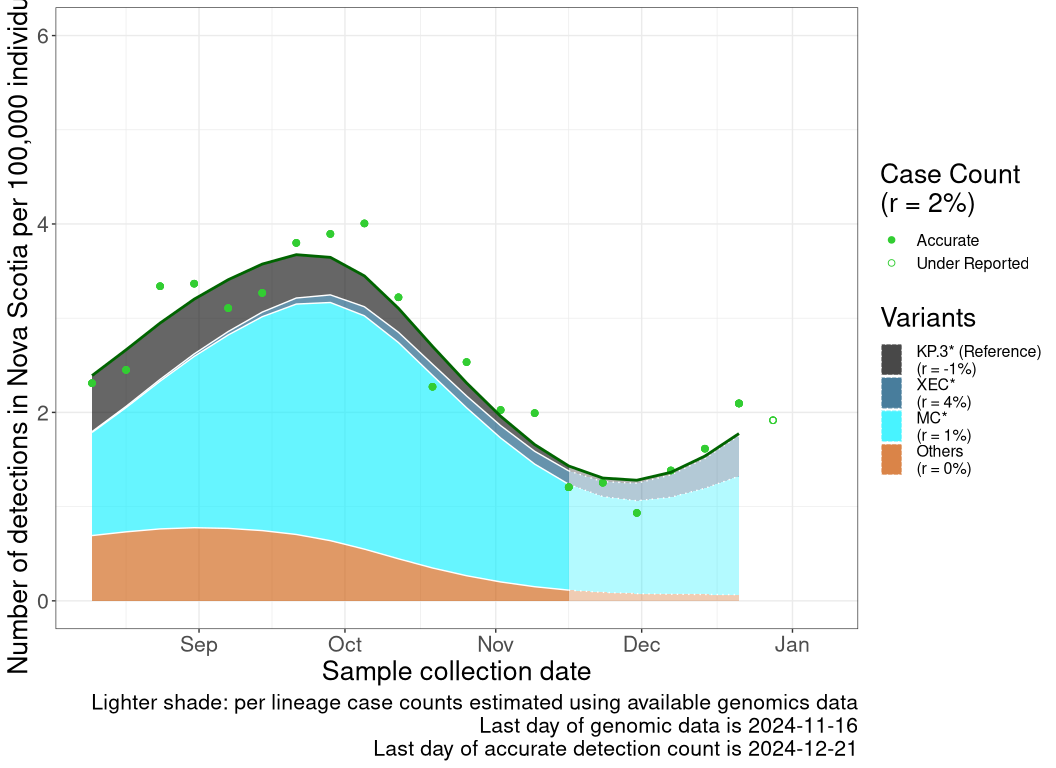 Number of detections in Nova Scotia per 100,000
6
4
2
0
Sep
Oct
Nov
Dec
Jan
Sample collection date
Lighter shade: per lineage case counts estimated using available genomics data
Last day of genomic data is 2024-11-16
Last day of accurate detection count is 2024-12-21
Case Count
(r = 2%)
Accurate
Under Reported
Variants
KP.3* (Reference)
(r = -1%)
XEC*
(r = 4%)
MC*
(r = 1%)
Others
(r = 0%)